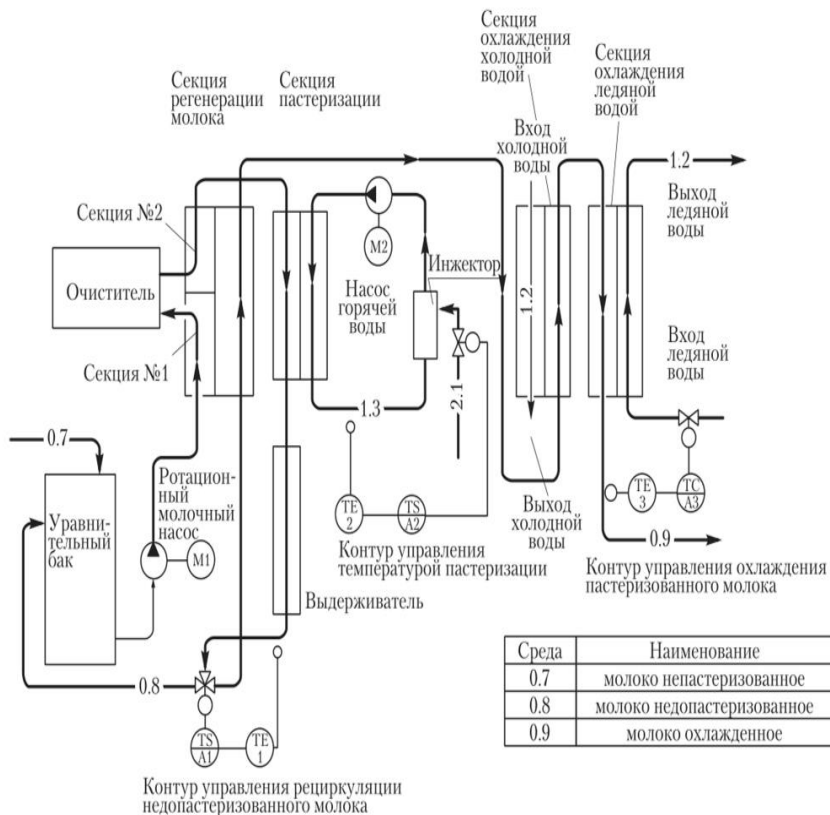 Секция
охлаждения
холодной
водой
Секция
охлаждения
ледяной
водой
Секция
регенерации
молока
Секция
пастеризации
Вход
холодной
воды
1.2
Выход
ледяной
воды
Секция №2
М2
Очиститель
Насос
горячей
воды
Инжектор
1.2
Вход
ледяной
воды
Секция №1
1.3
2.1
0.7
Уравни-
тельный
бак
Ротацион-
ный
молочный
насос
М1
TE
2
TS
A2
Контур управления
температурой пастеризации
Выход
холодной
воды
TE
3
TC
A3
0.9
Контур управления охлаждения
пастеризованного молока
Выдерживатель
0.8
TS
A1
TE
1
Контур управления рециркуляции
недопастеризованного молока
Среда Наименование
0.7 молоко непастеризованное
0.8 молоко недопастеризованное
0.9 молоко охлажденное